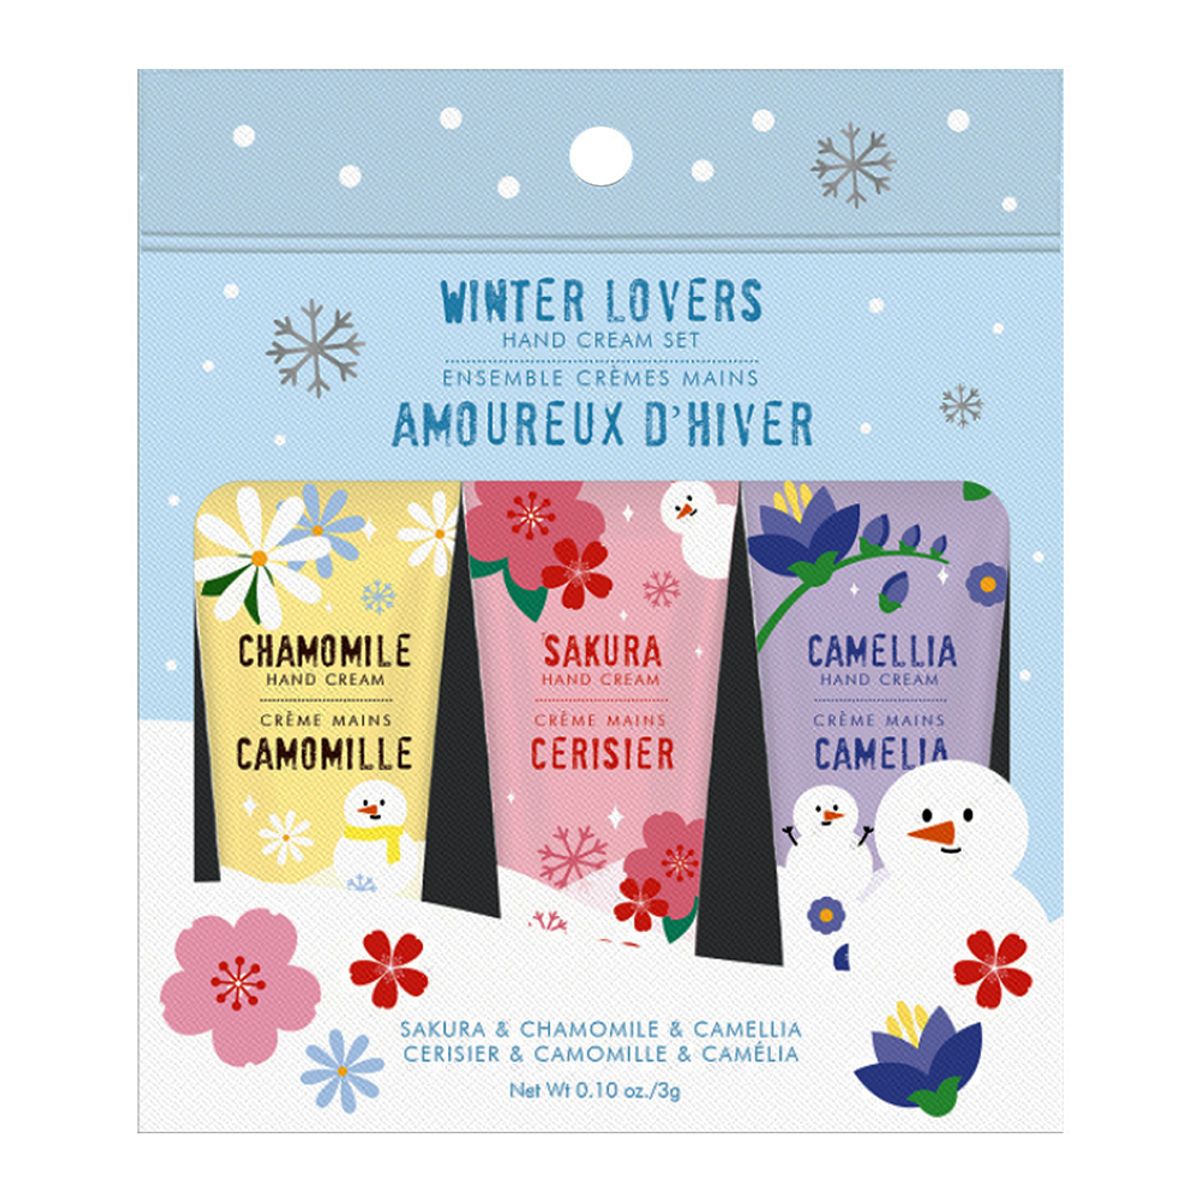 WINTER LOVERS
HAND CREAM SET
ENSEMBLE CRÈMES MAINS
AMOUREUX D'HIVER
CHAMOMILE
HAND CREAM
CRÈME MAINS
CAMOMILLE
SAKURA
HAND CREAM
CRÈME MAINS
CERISIER
CAMELLIA
HAND CREAM
CRÈME MAINS
CAMELIA
SAKURA & CHAMOMILE & CAMELLIA
CERISIER & CAMOMILLE & CAMÉLIA
Net Wt 0.10 oz./3g